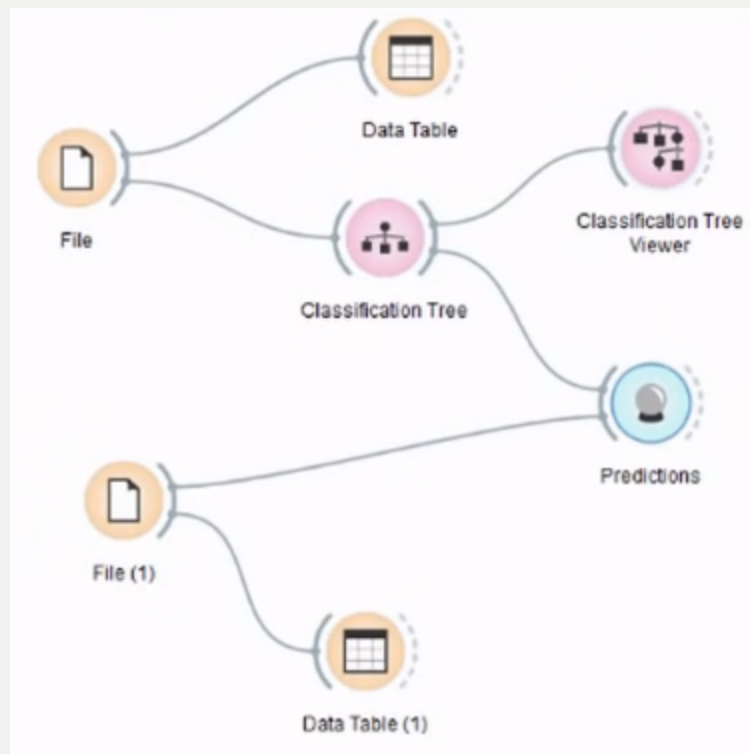 Data Table
File
Classification Tree
Viewer
Classification Tree
Predictions
File (1)
Data Table (1)